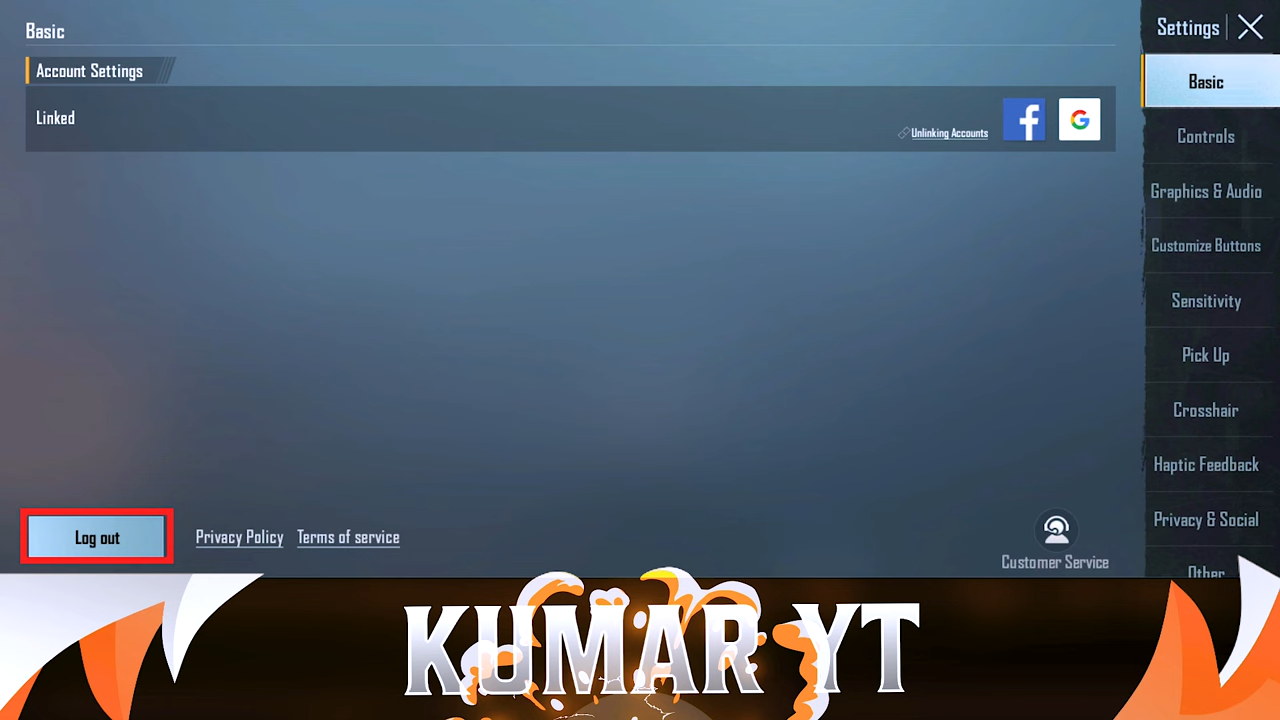 Basic
Account Settings
Linked
Unlinking Accounts
Log out
Privacy Policy
Terms of service
Customer Service
Settings
Basic
Controls
Graphics & Audio
Customize Buttons
Sensitivity
Pick Up
Crosshair
Haptic Feedback
Privacy & Social
Other
KUMAR YT